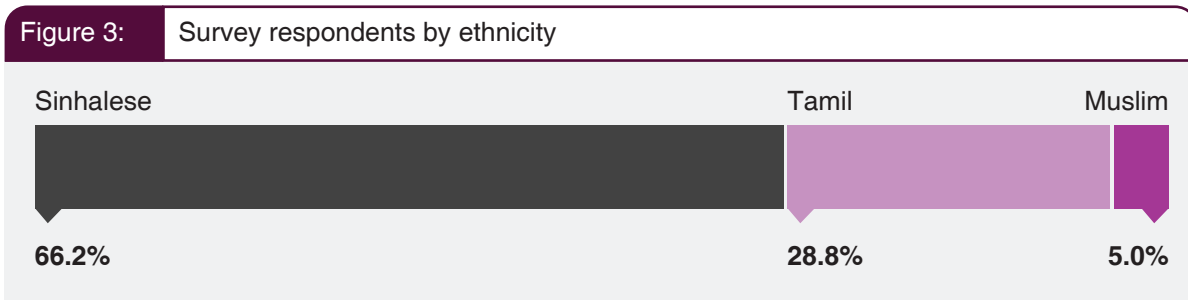 Figure 3: Survey respondents by ethnicity
Sinhalese Tamil Muslim
66.2% 28.8% 5.0%